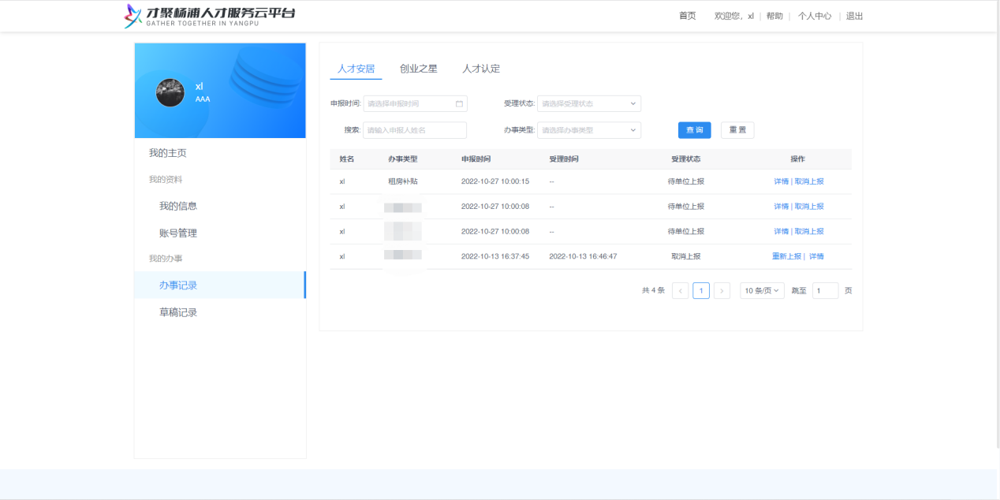 才聚杨浦人才服务云平台
GATHER TOGETHER IN YANGPU
首页 欢迎您，xl | 帮助 | 个人中心 | 退出
xl
AAA
我的主页
我的资料
我的信息
账号管理
我的办事
办事记录
草稿记录
人才安居 创业之星 人才认定
申报时间: 请选择申报时间 受理状态: 请选择受理状态
搜索: 请输入申报人姓名 办事类型: 请选择办事类型 查 询 重 置
姓名 办事类型 申报时间 受理时间 受理状态 操作
xl 租房补贴 2022-10-27 10:00:15 -- 待单位上报 详情 | 取消上报
xl 2022-10-27 10:00:08 -- 待单位上报 详情 | 取消上报
xl 2022-10-27 10:00:08 -- 待单位上报 详情 | 取消上报
xl 2022-10-13 16:37:45 2022-10-13 16:46:47 取消上报 重新上报 | 详情
共 4 条 < 1 > 10 条/页 跳至 1 页